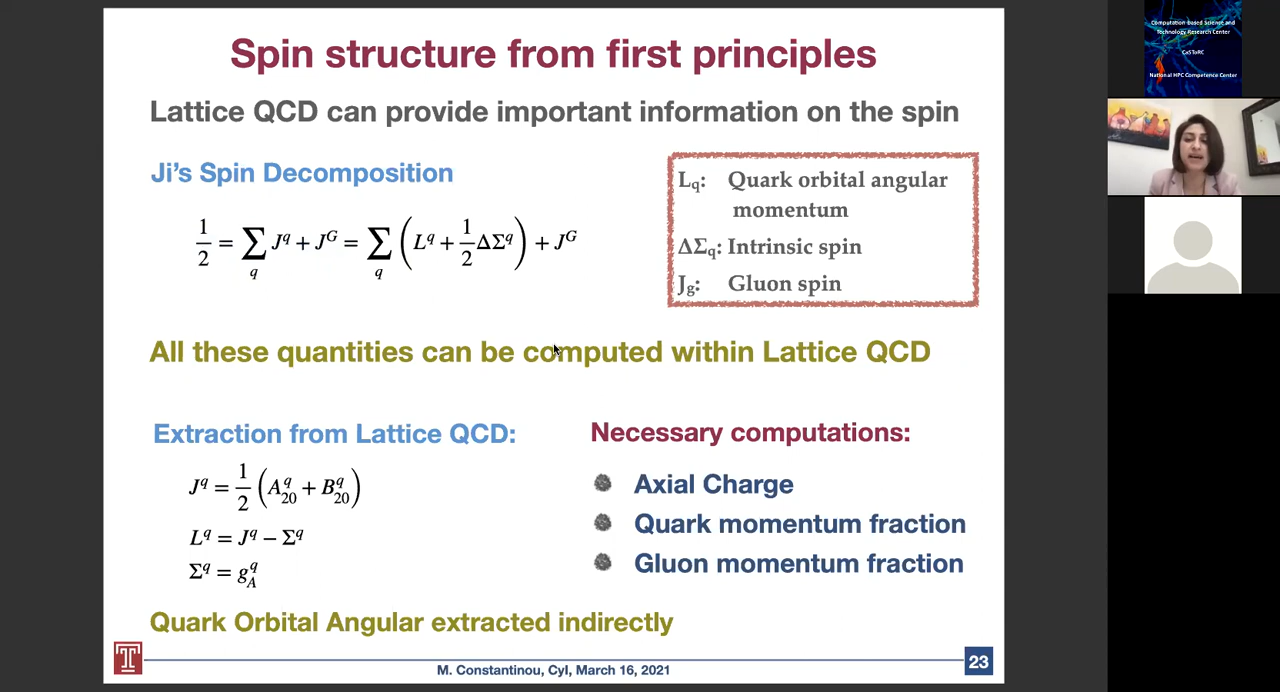 Spin structure from first principles
Lattice QCD can provide important information on the spin
Ji's Spin Decomposition
1/2 = ∑_q J^q + J^G = ∑_q (L^q + 1/2 ΔΣ^q) + J^G
L_q: Quark orbital angular
momentum
ΔΣ_q: Intrinsic spin
J_g: Gluon spin
All these quantities can be computed within Lattice QCD
Extraction from Lattice QCD:
J^q = 1/2 (A^q_20 + B^q_20)
L^q = J^q − Σ^q
Σ^q = g^q_A
Necessary computations:
Axial Charge
Quark momentum fraction
Gluon momentum fraction
Quark Orbital Angular extracted indirectly
M. Constantinou, CyI, March 16, 2021
23
Computation-based Science and
Technology Research Center
CaSToRC
National HPC Competence Center